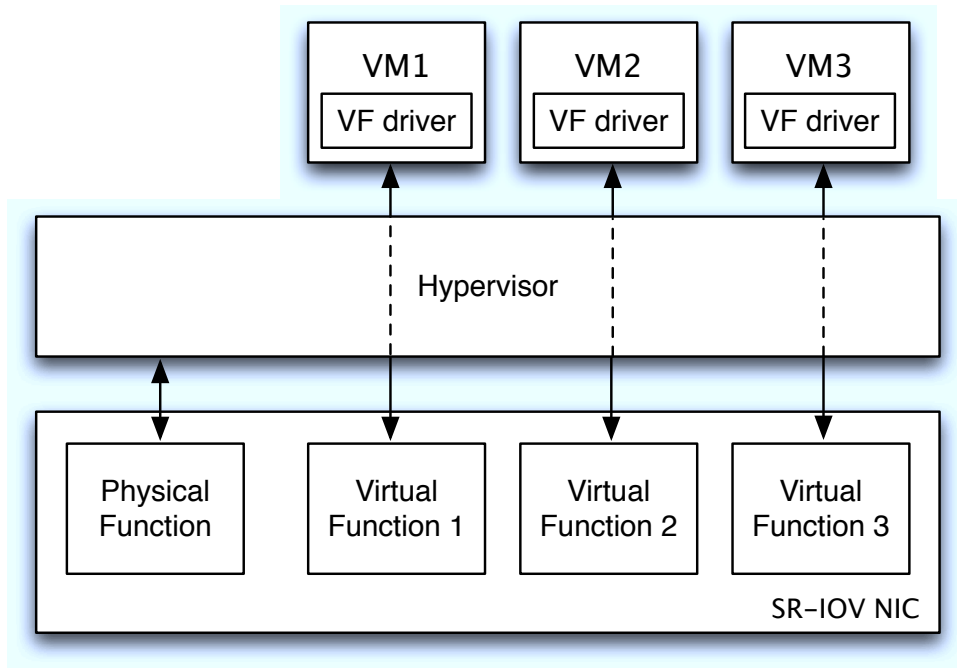 VM1
VF driver
VM2
VF driver
VM3
VF driver
Hypervisor
Physical
Function
Virtual
Function 1
Virtual
Function 2
Virtual
Function 3
SR-IOV NIC